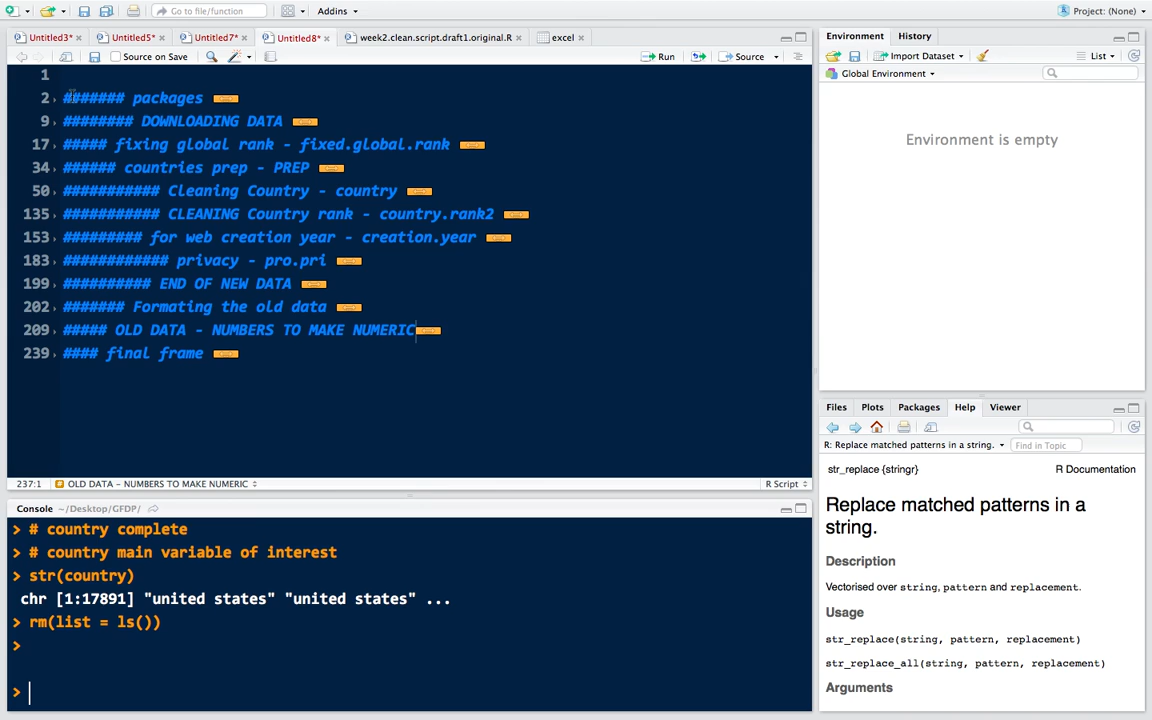 Go to file/function
Addins
Project: (None)
Untitled3*
Untitled5*
Untitled7*
Untitled8*
week2.clean.script.draft1.original.R
excel
Source on Save
Run
Source
1
2 ####### packages
9 ######## DOWNLOADING DATA
17 ##### fixing global rank - fixed.global.rank
34 ###### countries prep - PREP
50 ########### Cleaning Country - country
135 ########### CLEANING Country rank - country.rank2
153 ######### for web creation year - creation.year
183 ############ privacy - pro.pri
199 ########## END OF NEW DATA
202 ####### Formating the old data
209 ##### OLD DATA - NUMBERS TO MAKE NUMERIC
239 #### final frame
237:1
OLD DATA - NUMBERS TO MAKE NUMERIC
R Script
Console ~/Desktop/GFDP/
> # country complete
> # country main variable of interest
> str(country)
chr [1:17891] "united states" "united states" ...
> rm(list = ls())
>
>
Environment
History
Import Dataset
List
Global Environment
Environment is empty
Files
Plots
Packages
Help
Viewer
R: Replace matched patterns in a string.
Find in Topic
str_replace {stringr}
R Documentation
Replace matched patterns in a
string.
Description
Vectorised over string, pattern and replacement.
Usage
str_replace(string, pattern, replacement)
str_replace_all(string, pattern, replacement)
Arguments